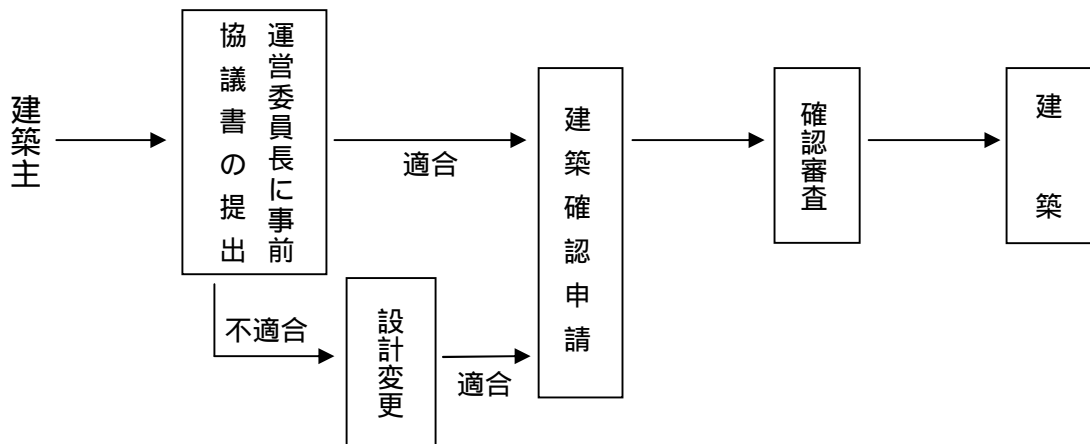 建築主
運営委員長に事前
協議書の提出
適合
不適合
設計変更
適合
建築確認申請
確認審査
建築